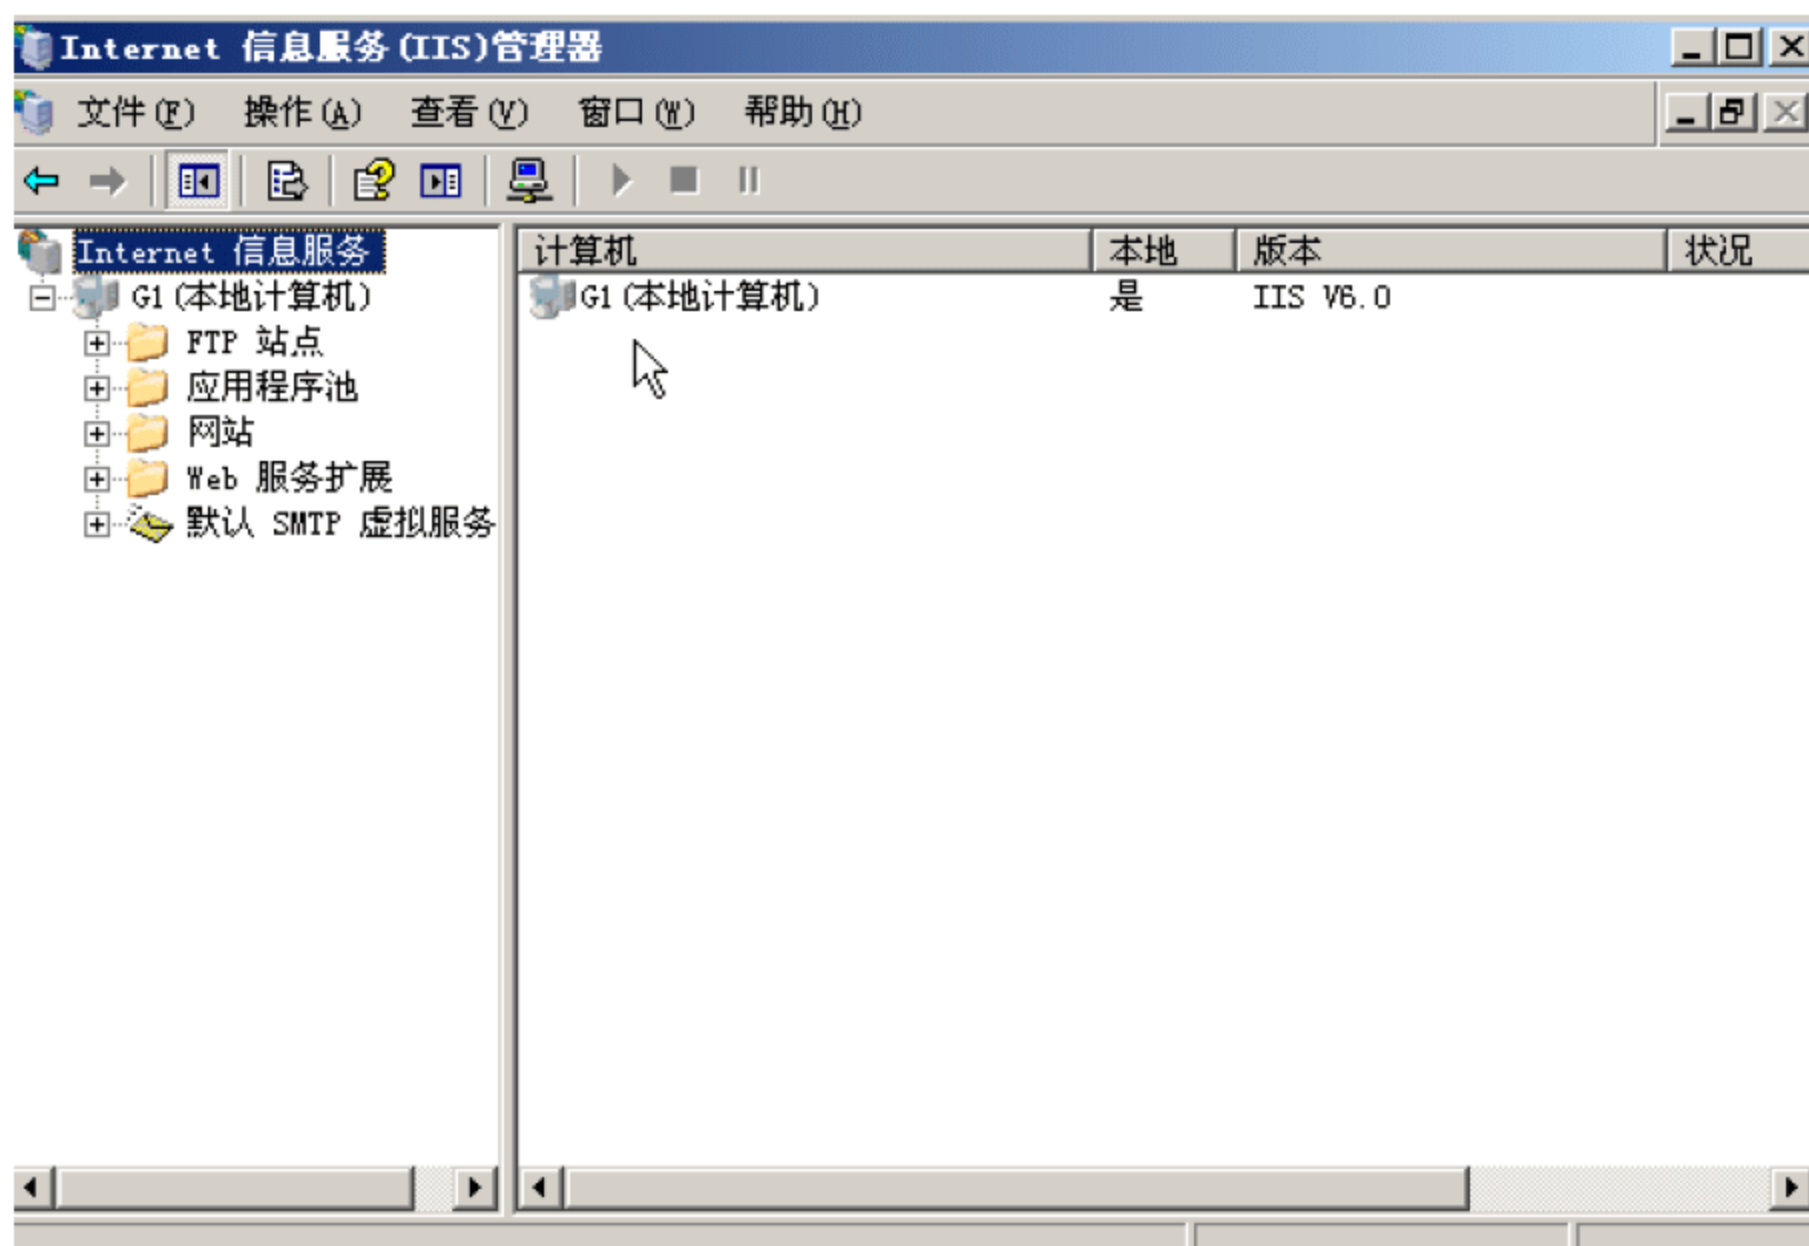 Internet 信息服务(IIS)管理器
文件(F) 操作(A) 查看(V) 窗口(W) 帮助(H)
Internet 信息服务
G1(本地计算机)
FTP 站点
应用程序池
网站
Web 服务扩展
默认 SMTP 虚拟服务
计算机 本地 版本 状况
G1(本地计算机) 是 IIS V6.0